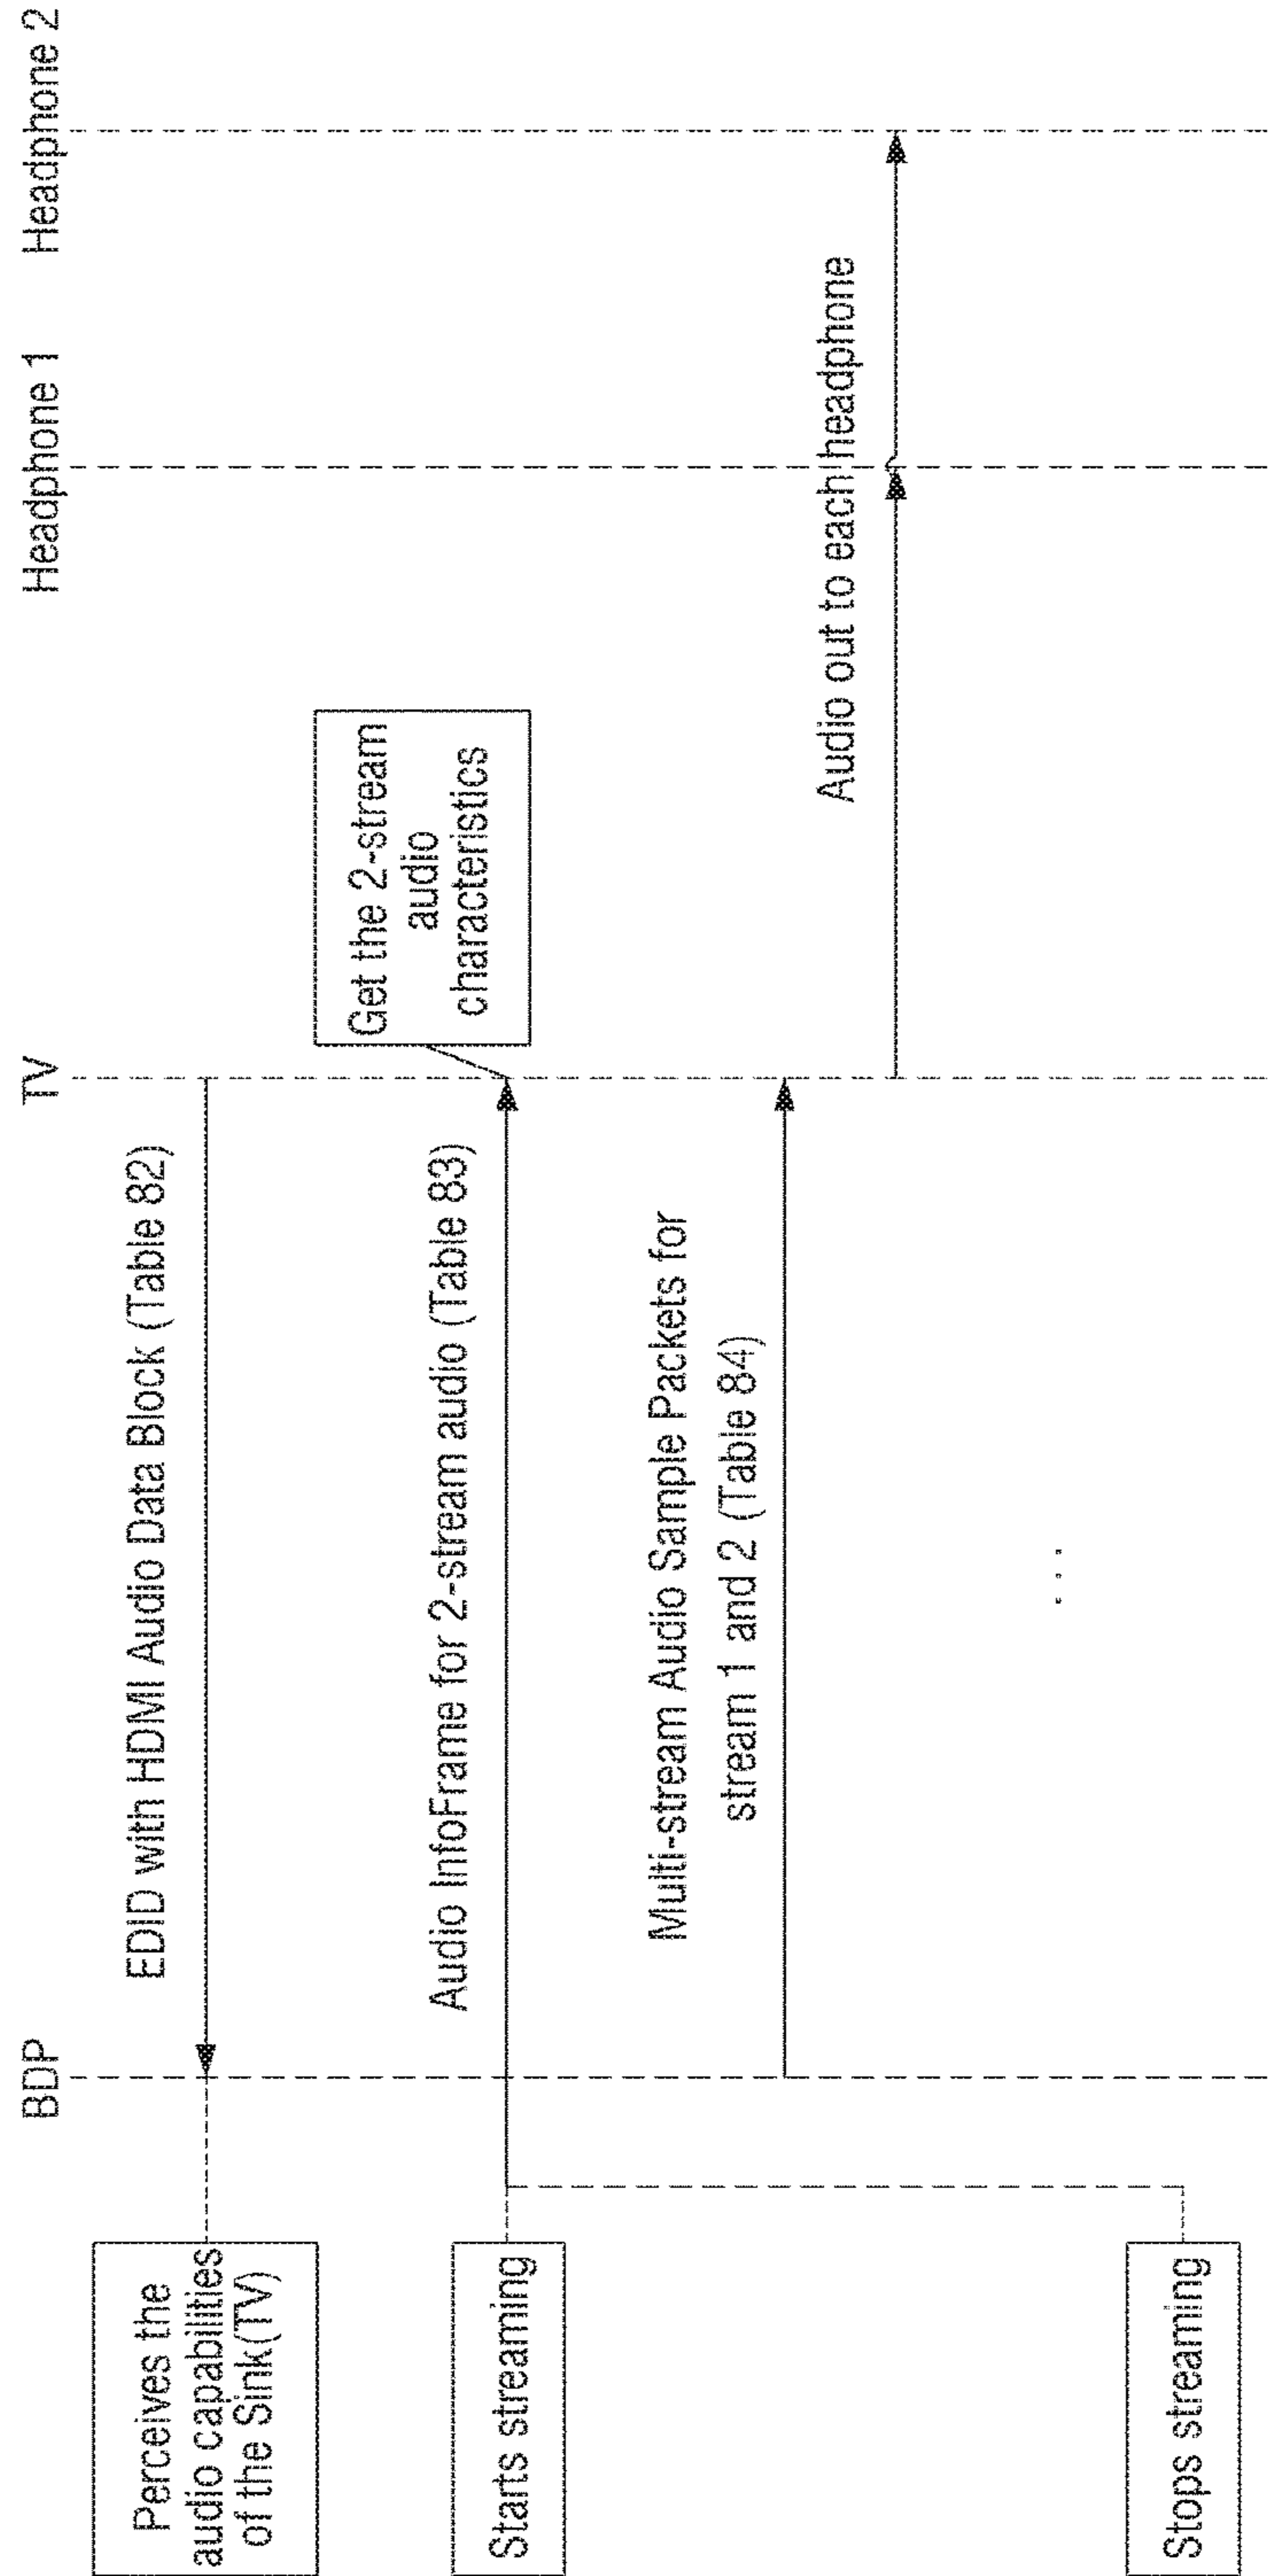 BDP
TV
Headphone 1
Headphone 2
Perceives the
audio capabilities
of the Sink(TV)
EDID with HDMI Audio Data Block (Table 82)
Starts streaming
Audio InfoFrame for 2-stream audio (Table 83)
Get the 2-stream
audio
characteristics
Multi-stream Audio Sample Packets for
stream 1 and 2 (Table 84)
Audio out to each headphone
...
Stops streaming